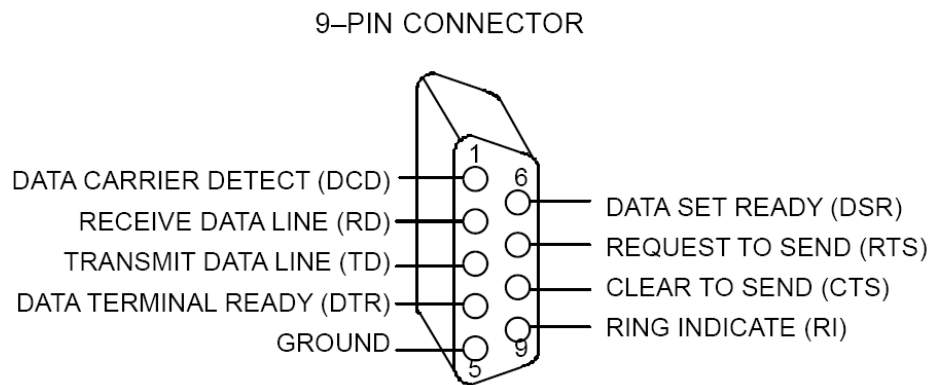 9–PIN CONNECTOR
1
6
DATA CARRIER DETECT (DCD)
RECEIVE DATA LINE (RD)
TRANSMIT DATA LINE (TD)
DATA TERMINAL READY (DTR)
GROUND
5
9
DATA SET READY (DSR)
REQUEST TO SEND (RTS)
CLEAR TO SEND (CTS)
RING INDICATE (RI)